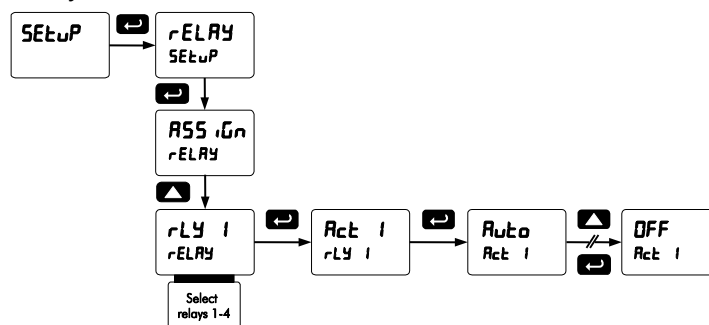 SEtuP
rELAY
SEtuP
ASSiGn
rELAY
rLY 1
rELAY
Act 1
rLY 1
Auto
Act 1
OFF
Act 1
Select
relays 1-4